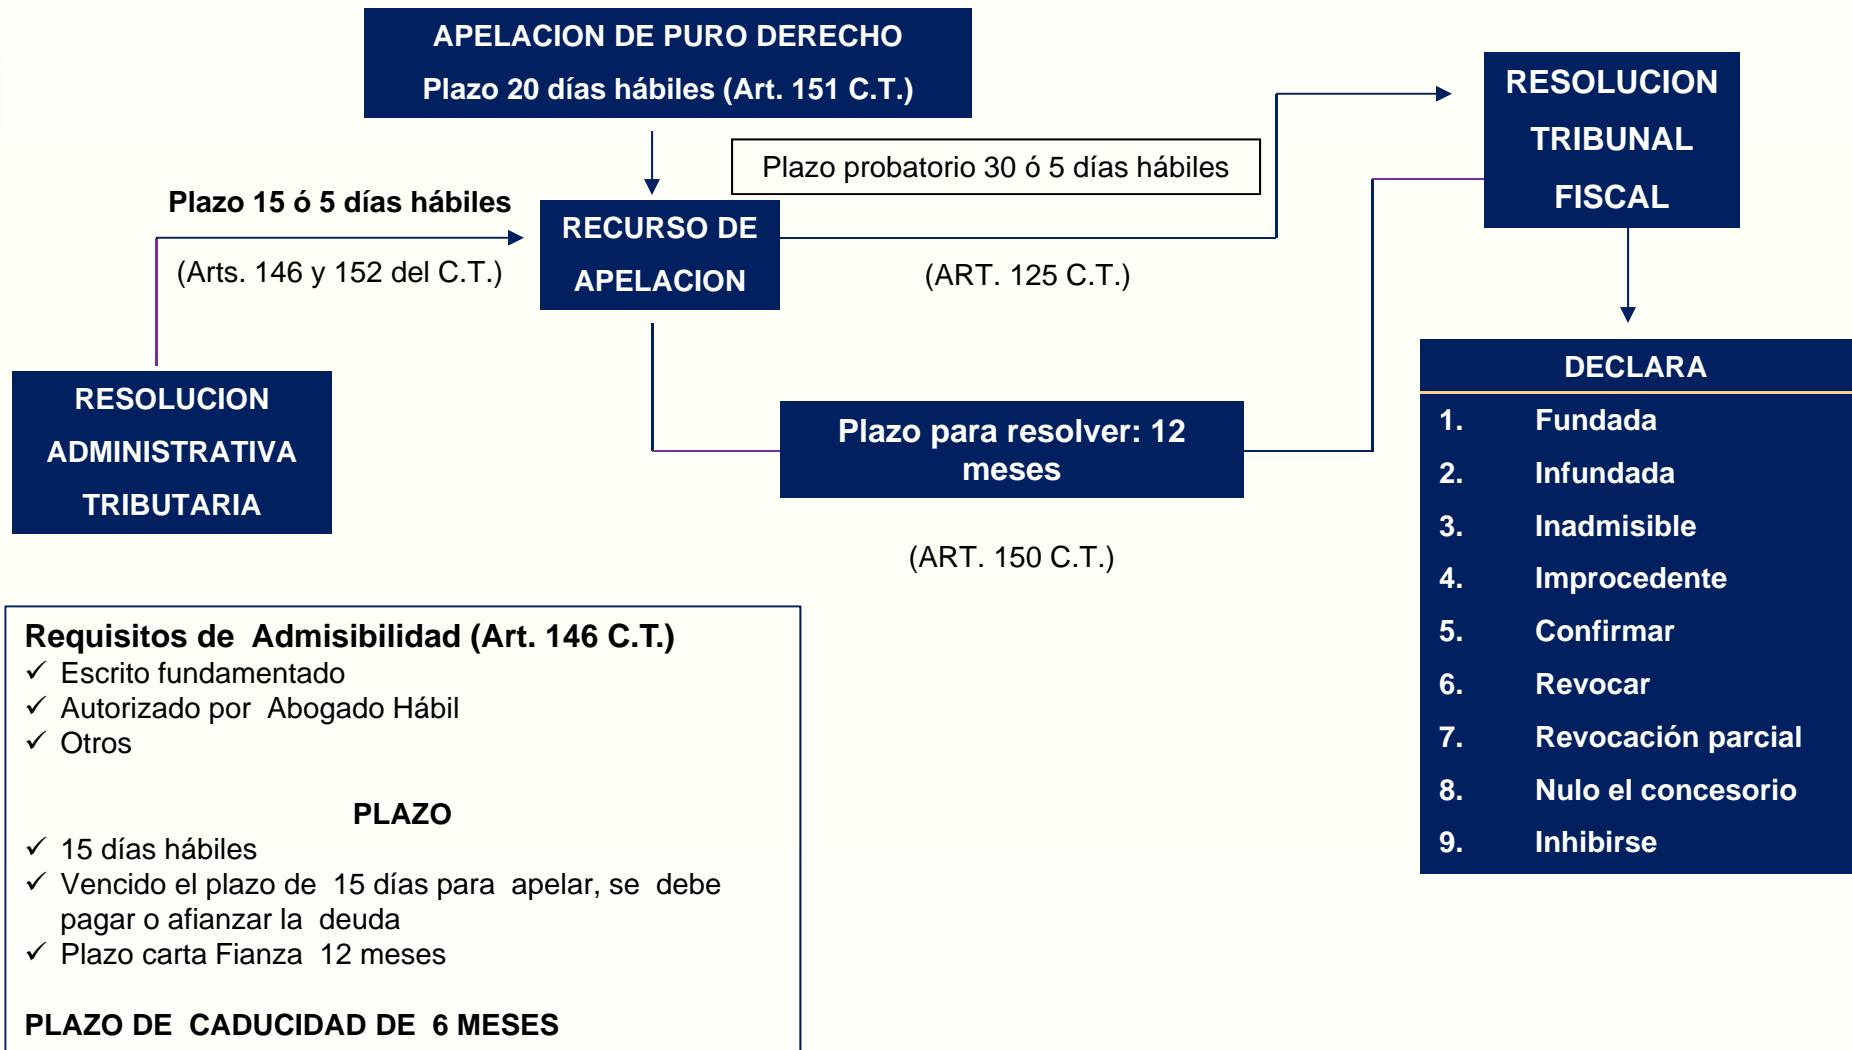 APELACION DE PURO DERECHO
Plazo 20 días hábiles (Art. 151 C.T.)
RESOLUCION
TRIBUNAL
FISCAL
Plazo probatorio 30 ó 5 días hábiles
Plazo 15 ó 5 días hábiles
(Arts. 146 y 152 del C.T.)
RECURSO DE
APELACION
(ART. 125 C.T.)
RESOLUCION
ADMINISTRATIVA
TRIBUTARIA
Plazo para resolver: 12
meses
(ART. 150 C.T.)
DECLARA
1. Fundada
2. Infundada
3. Inadmisible
4. Improcedente
5. Confirmar
6. Revocar
7. Revocación parcial
8. Nulo el concesorio
9. Inhibirse
Requisitos de Admisibilidad (Art. 146 C.T.)
✓ Escrito fundamentado
✓ Autorizado por Abogado Hábil
✓ Otros
PLAZO
✓ 15 días hábiles
✓ Vencido el plazo de 15 días para apelar, se debe
pagar o afianzar la deuda
✓ Plazo carta Fianza 12 meses
PLAZO DE CADUCIDAD DE 6 MESES